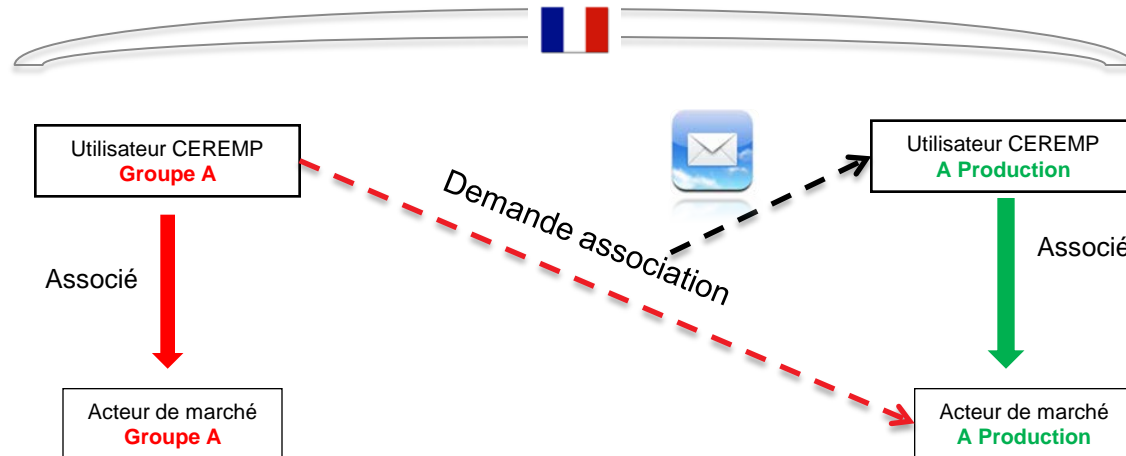 Utilisateur CEREMP
Groupe A
Utilisateur CEREMP
A Production
Demande association
Associé
Associé
Acteur de marché
Groupe A
Acteur de marché
A Production